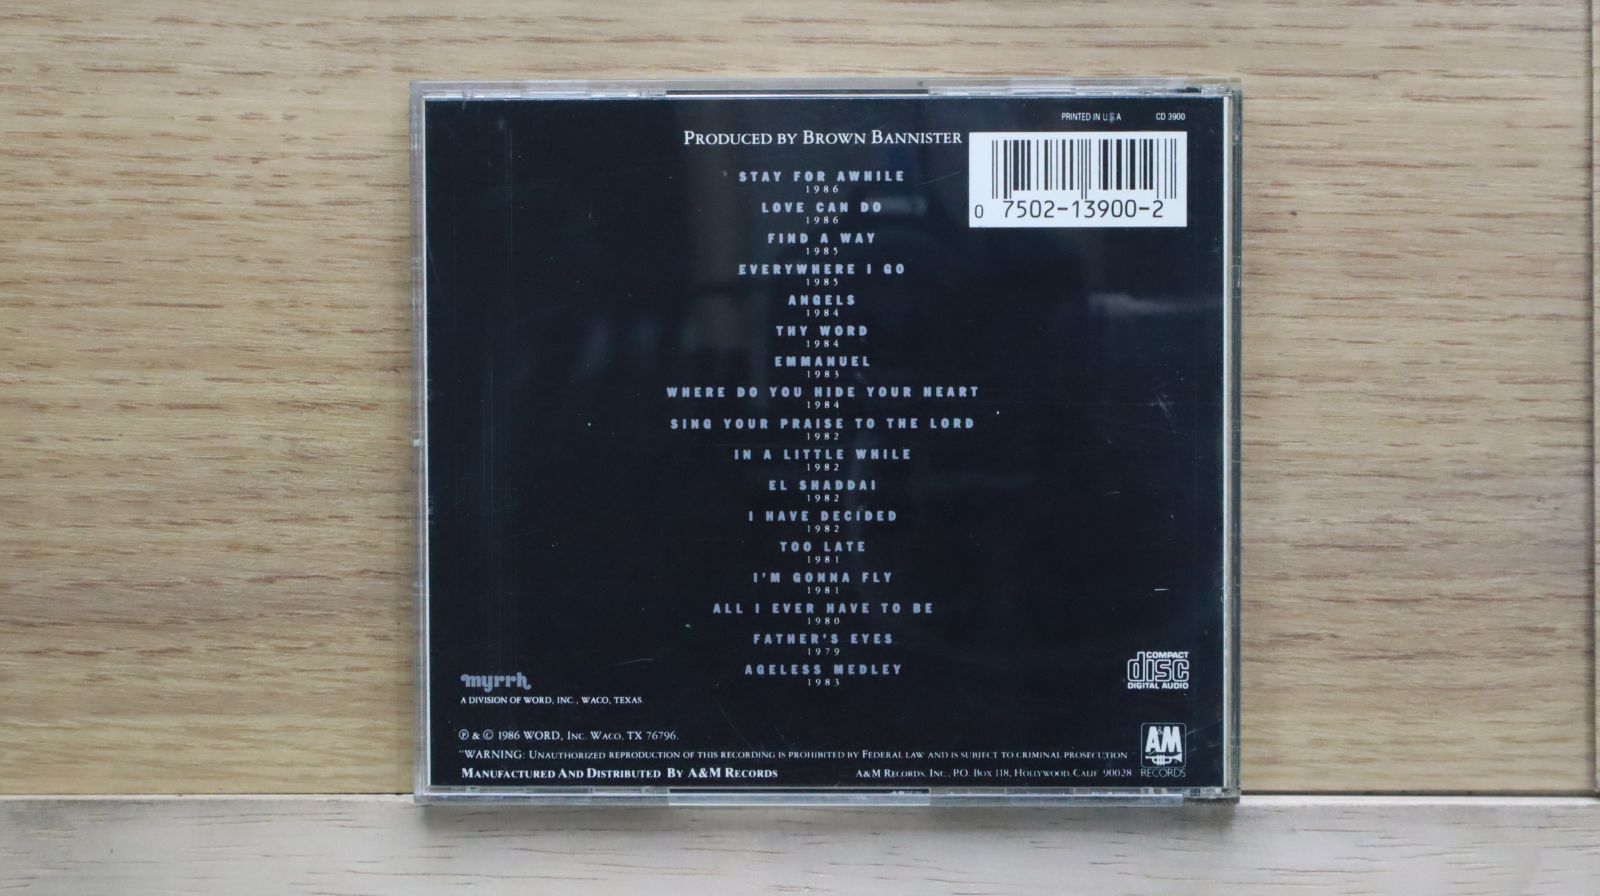 PRINTED IN U.S.A CD 3900
PRODUCED BY BROWN BANNISTER
0 7502-13900-2
STAY FOR AWHILE
1986
LOVE CAN DO
1986
FIND A WAY
1985
EVERYWHERE I GO
1985
ANGELS
1984
THY WORD
1984
EMMANUEL
1983
WHERE DO YOU HIDE YOUR HEART
1984
SING YOUR PRAISE TO THE LORD
1982
IN A LITTLE WHILE
1982
EL SHADDAI
1982
I HAVE DECIDED
1982
TOO LATE
1981
I'M GONNA FLY
1981
ALL I EVER HAVE TO BE
1980
FATHER'S EYES
1979
AGELESS MEDLEY
1983
myrrh
A DIVISION OF WORD, INC., WACO, TEXAS.
COMPACT
disc
DIGITAL AUDIO
℗ & © 1986 WORD, INC. WACO, TX 76796.
"WARNING: UNAUTHORIZED REPRODUCTION OF THIS RECORDING IS PROHIBITED BY FEDERAL LAW AND IS SUBJECT TO CRIMINAL PROSECUTION"
MANUFACTURED AND DISTRIBUTED BY A&M RECORDS
A&M RECORDS, INC., P.O. BOX 118, HOLLYWOOD, CALIF. 90028
A&M
RECORDS